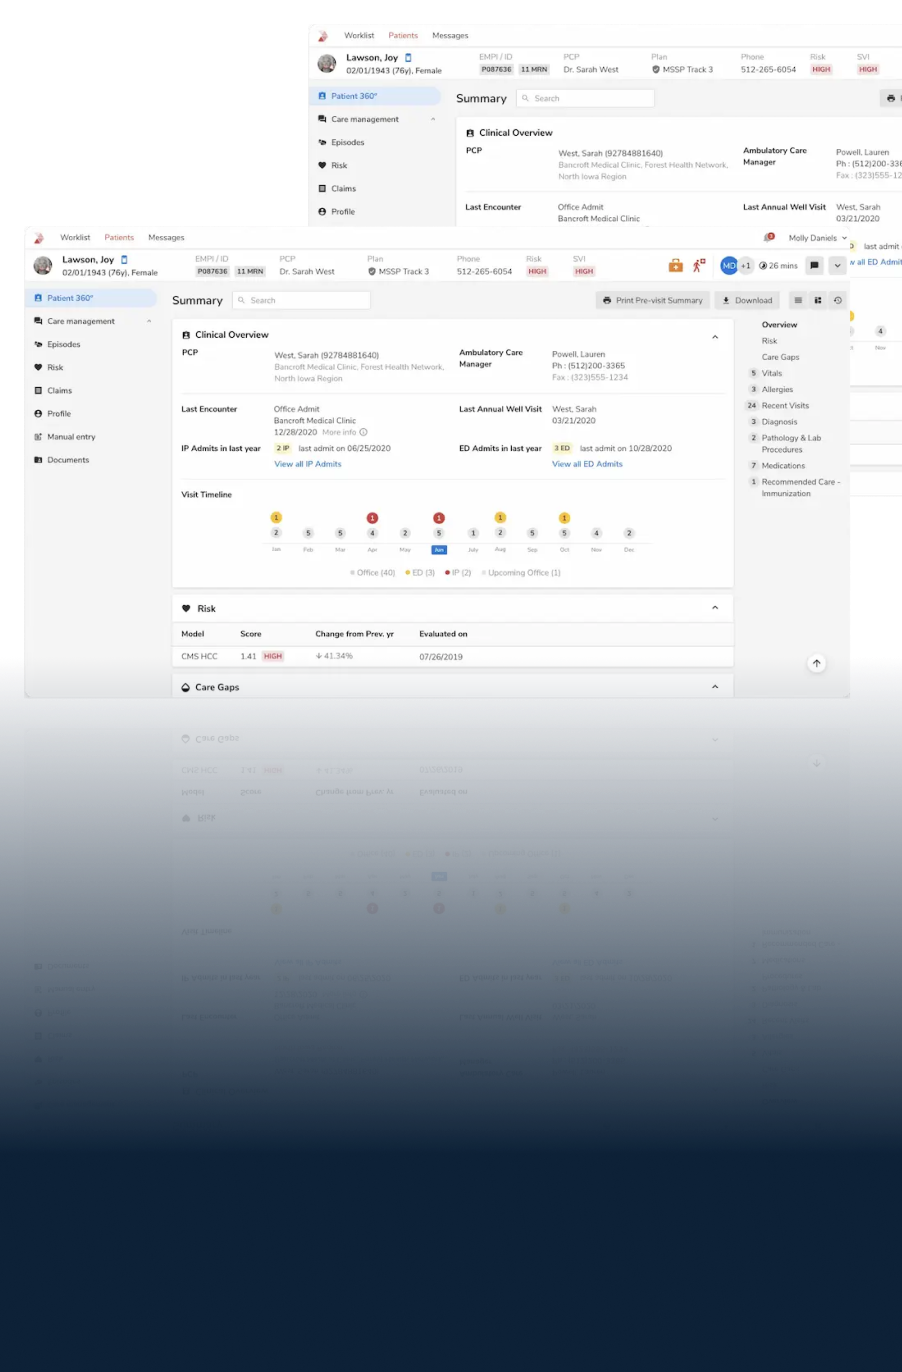 Worklist Patients Messages
Lawson, Joy EMPI / ID PCP Plan Phone Risk SVI
02/01/1943 (76y), Female P087636 11 MRN Dr. Sarah West MSSP Track 3 512-265-6054 HIGH HIGH
Patient 360° Summary Search
Care management Clinical Overview
PCP West, Sarah (92784881640) Ambulatory Care Manager Powell, Lauren
Episodes Bancroft Medical Clinic, Forest Health Network, Ph : (512)200-336
Risk North Iowa Region Fax : (323)555-12
Claims
Profile Last Encounter Office Admit Last Annual Well Visit West, Sarah
Bancroft Medical Clinic 03/21/2020
Worklist Patients Messages 2 Molly Daniels
last admit
all ED Admits
4
Nov
Lawson, Joy EMPI / ID PCP Plan Phone Risk SVI
02/01/1943 (76y), Female P087636 11 MRN Dr. Sarah West MSSP Track 3 512-265-6054 HIGH HIGH MD +1 26 mins
Patient 360° Summary Search Print Pre-visit Summary Download
Care management
Episodes
Risk
Claims
Profile
Manual entry
Documents
Clinical Overview
PCP West, Sarah (92784881640) Ambulatory Care Powell, Lauren
Bancroft Medical Clinic, Forest Health Network, Manager Ph : (512)200-3365
North Iowa Region Fax : (323)555-1234
Last Encounter Office Admit Last Annual Well Visit West, Sarah
Bancroft Medical Clinic 03/21/2020
12/28/2020 More info
IP Admits in last year 2 IP last admit on 06/25/2020 ED Admits in last year 3 ED last admit on 10/28/2020
View all IP Admits View all ED Admits
Visit Timeline
1 1 1 1 1
2 5 5 4 2 5 1 2 5 5 4 2
Jan Feb Mar Apr May Jun July Aug Sep Oct Nov Dec
Office (40) ED (3) IP (2) Upcoming Office (1)
Risk
Model Score Change from Prev. yr Evaluated on
CMS HCC 1.41 HIGH 41.34% 07/26/2019
Care Gaps
Overview
Risk
Care Gaps
5 Vitals
3 Allergies
24 Recent Visits
3 Diagnosis
2 Pathology & Lab
Procedures
7 Medications
1 Recommended Care -
Immunization